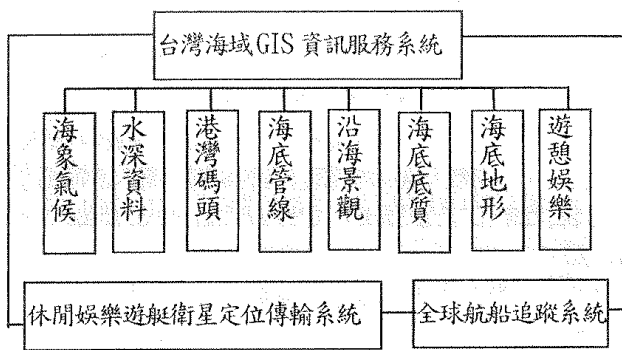 台灣海域GIS資訊服務系統
海象氣候
水深資料
港灣碼頭
海底管線
沿海景觀
海底底質
海底地形
遊憩娛樂
休閒娛樂遊艇衛星定位傳輸系統
全球航船追蹤系統